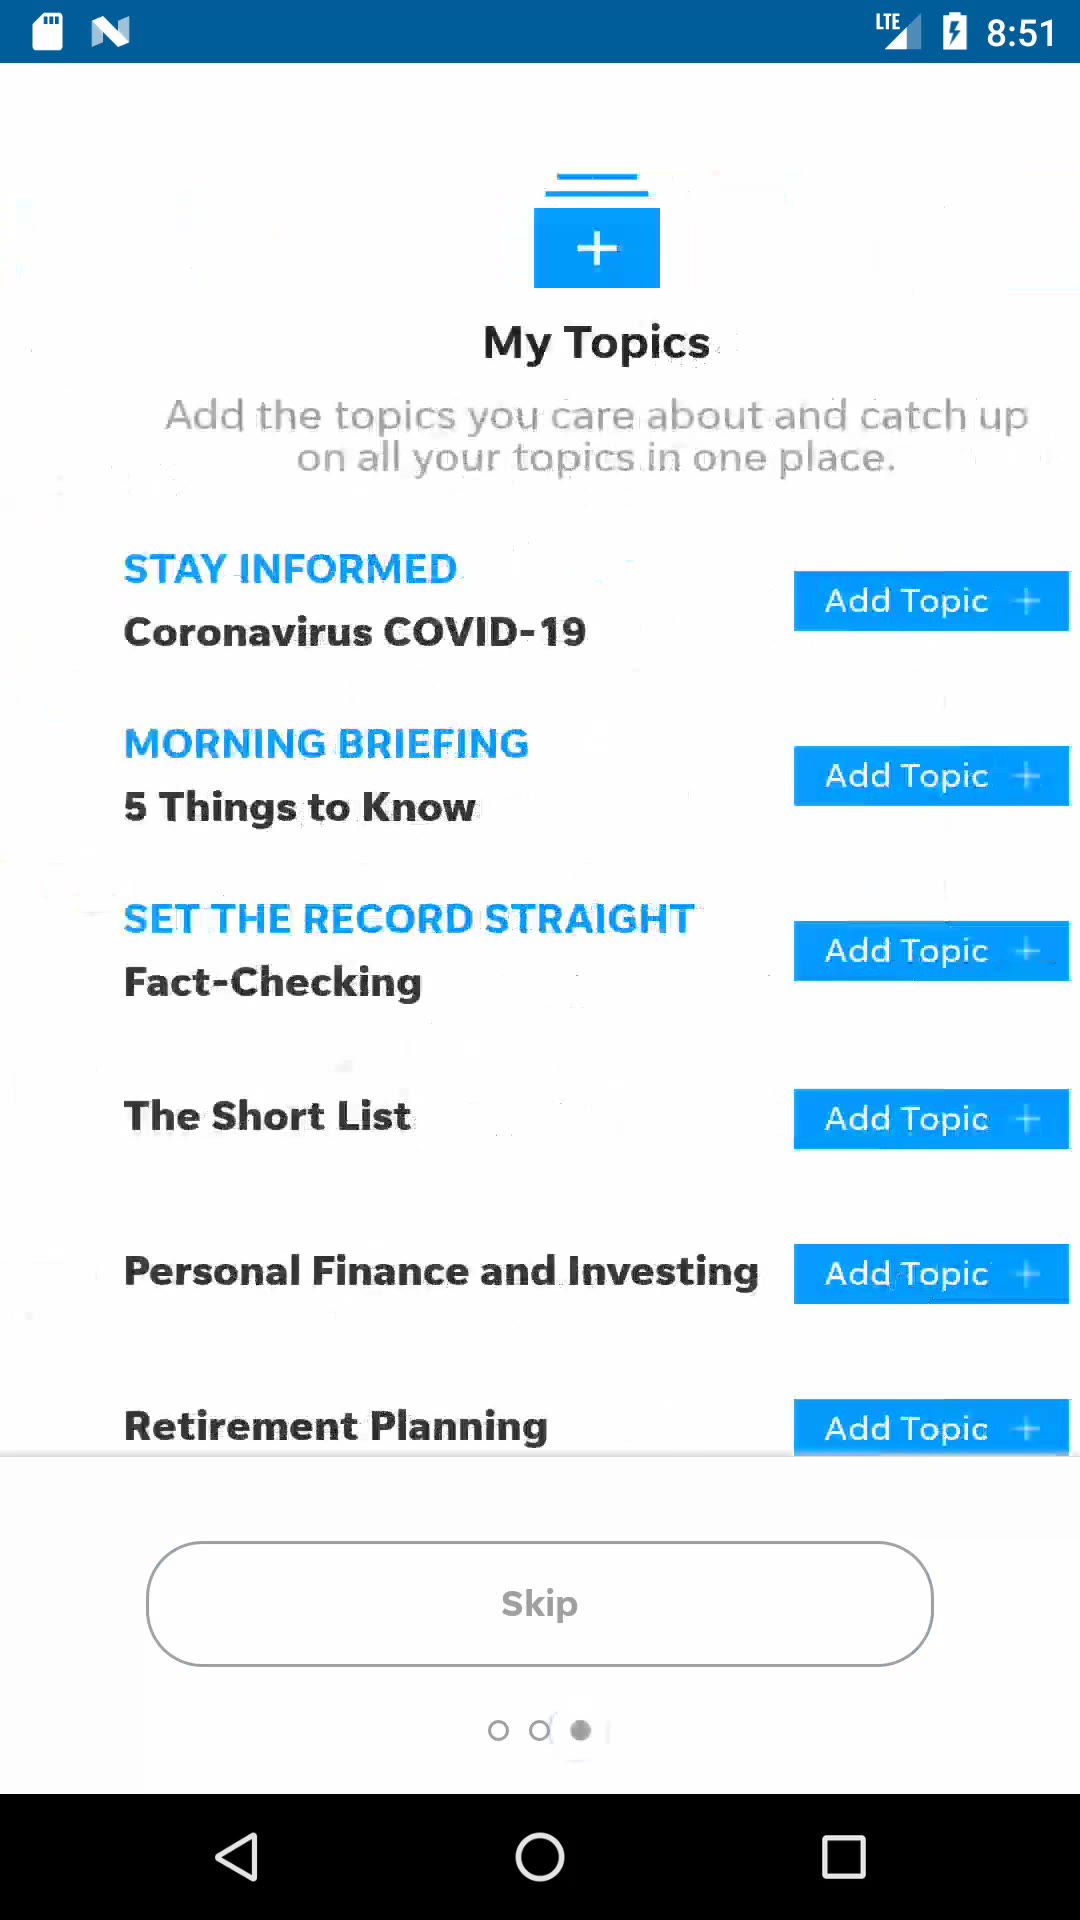 LTE 8:51
My Topics
Add the topics you care about and catch up
on all your topics in one place.
STAY INFORMED
Coronavirus COVID-19
Add Topic +
MORNING BRIEFING
5 Things to Know
Add Topic +
SET THE RECORD STRAIGHT
Fact-Checking
Add Topic +
The Short List
Add Topic +
Personal Finance and Investing
Add Topic +
Retirement Planning
Add Topic +
Skip